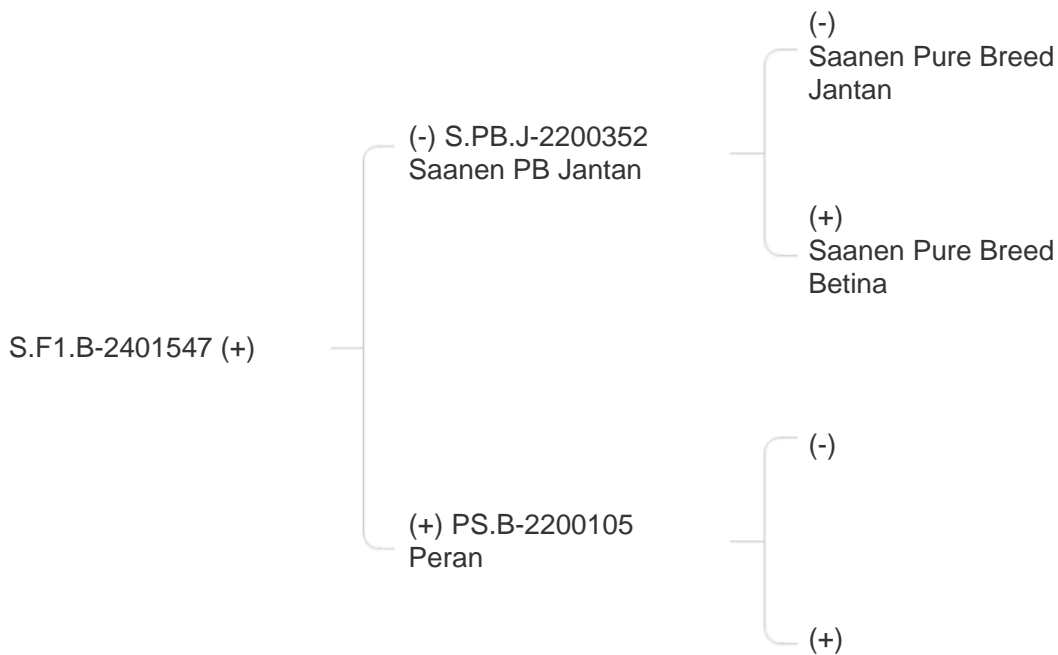 (-)
Saanen Pure Breed
Jantan
(-) S.PB.J-2200352
Saanen PB Jantan
(+)
Saanen Pure Breed
Betina
S.F1.B-2401547 (+)
(-)
(+) PS.B-2200105
Peran
(+)